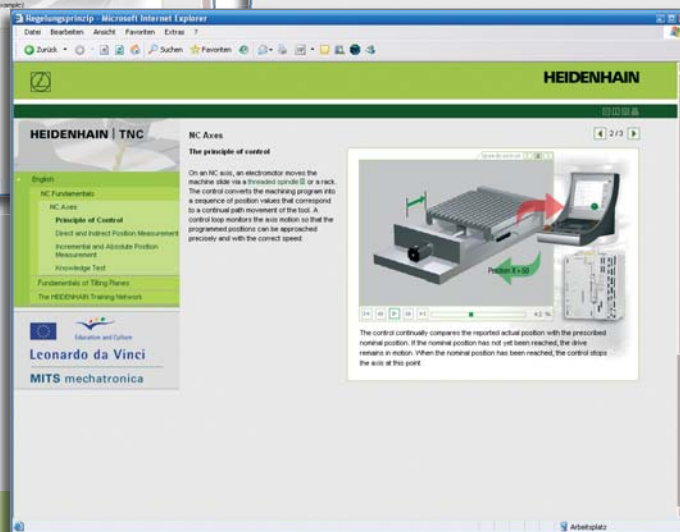 Regelungsprinzip - Microsoft Internet Explorer
Datei Bearbeiten Ansicht Favoriten Extras ?
Zurück Suchen Favoriten
HEIDENHAIN
HEIDENHAIN | TNC
English
NC Fundamentals
NC Axes
Principle of Control
Direct and Indirect Position Measurement
Incremental and Absolute Position
Measurement
Knowledge Test
Fundamentals of Tilting Planes
The HEIDENHAIN Training Network
Education and Culture
Leonardo da Vinci
MITS mechatronica
NC Axes
The principle of control
On an NC axis, an electromotor moves the
machine slide via a threaded spindle or a rack.
The control converts the machining program into
a sequence of position values that correspond
to a continual path movement of the tool. A
control loop monitors the axis motion so that the
programmed positions can be approached
precisely and with the correct speed.
2/3
Speed control 1 2 3
Position X = 50
42 %
The control continually compares the reported actual position with the prescribed
nominal position. If the nominal position has not yet been reached, the drive
remains in motion. When the nominal position has been reached, the control stops
the axis at this point.
Arbeitsplatz